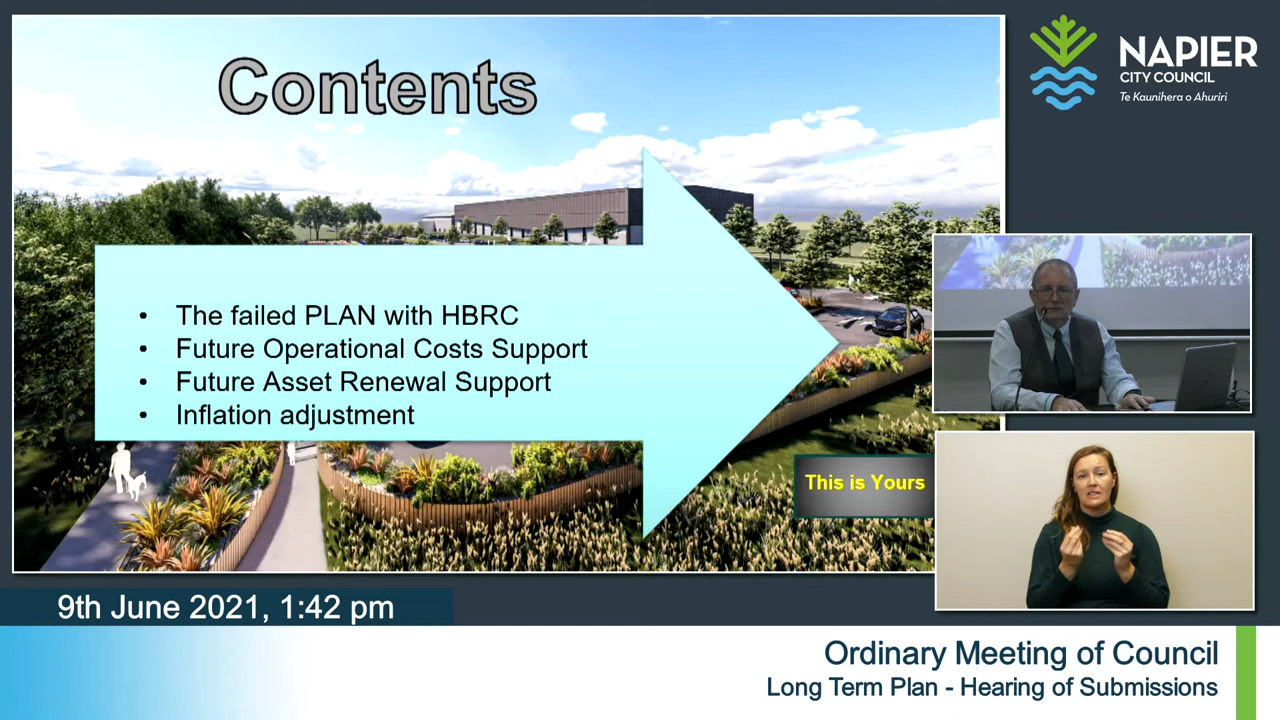 Contents
• The failed PLAN with HBRC
• Future Operational Costs Support
• Future Asset Renewal Support
• Inflation adjustment
This is Yours
NAPIER
CITY COUNCIL
Te Kaunihera o Ahuriri
9th June 2021, 1:42 pm
Ordinary Meeting of Council
Long Term Plan - Hearing of Submissions